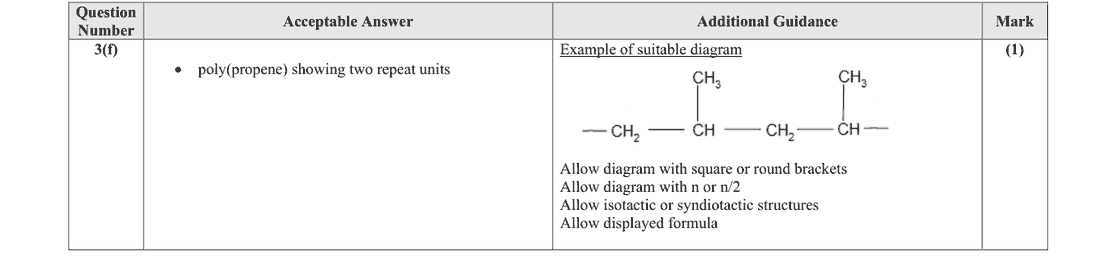 Question Number Acceptable Answer Additional Guidance Mark
3(f) Example of suitable diagram (1)
• poly(propene) showing two repeat units
CH₃ CH₃
CH₂ CH CH₂ CH
Allow diagram with square or round brackets
Allow diagram with n or n/2
Allow isotactic or syndiotactic structures
Allow displayed formula